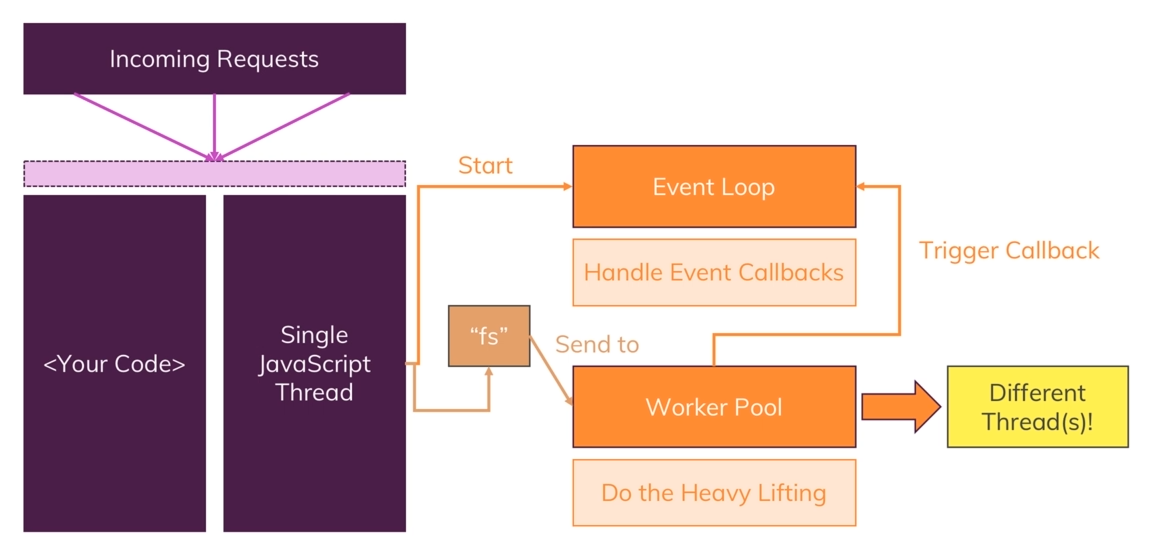 Incoming Requests
Start
Event Loop
Trigger Callback
Handle Event Callbacks
<Your Code>
Single
JavaScript
Thread
“fs”
Send to
Worker Pool
Different
Thread(s)!
Do the Heavy Lifting